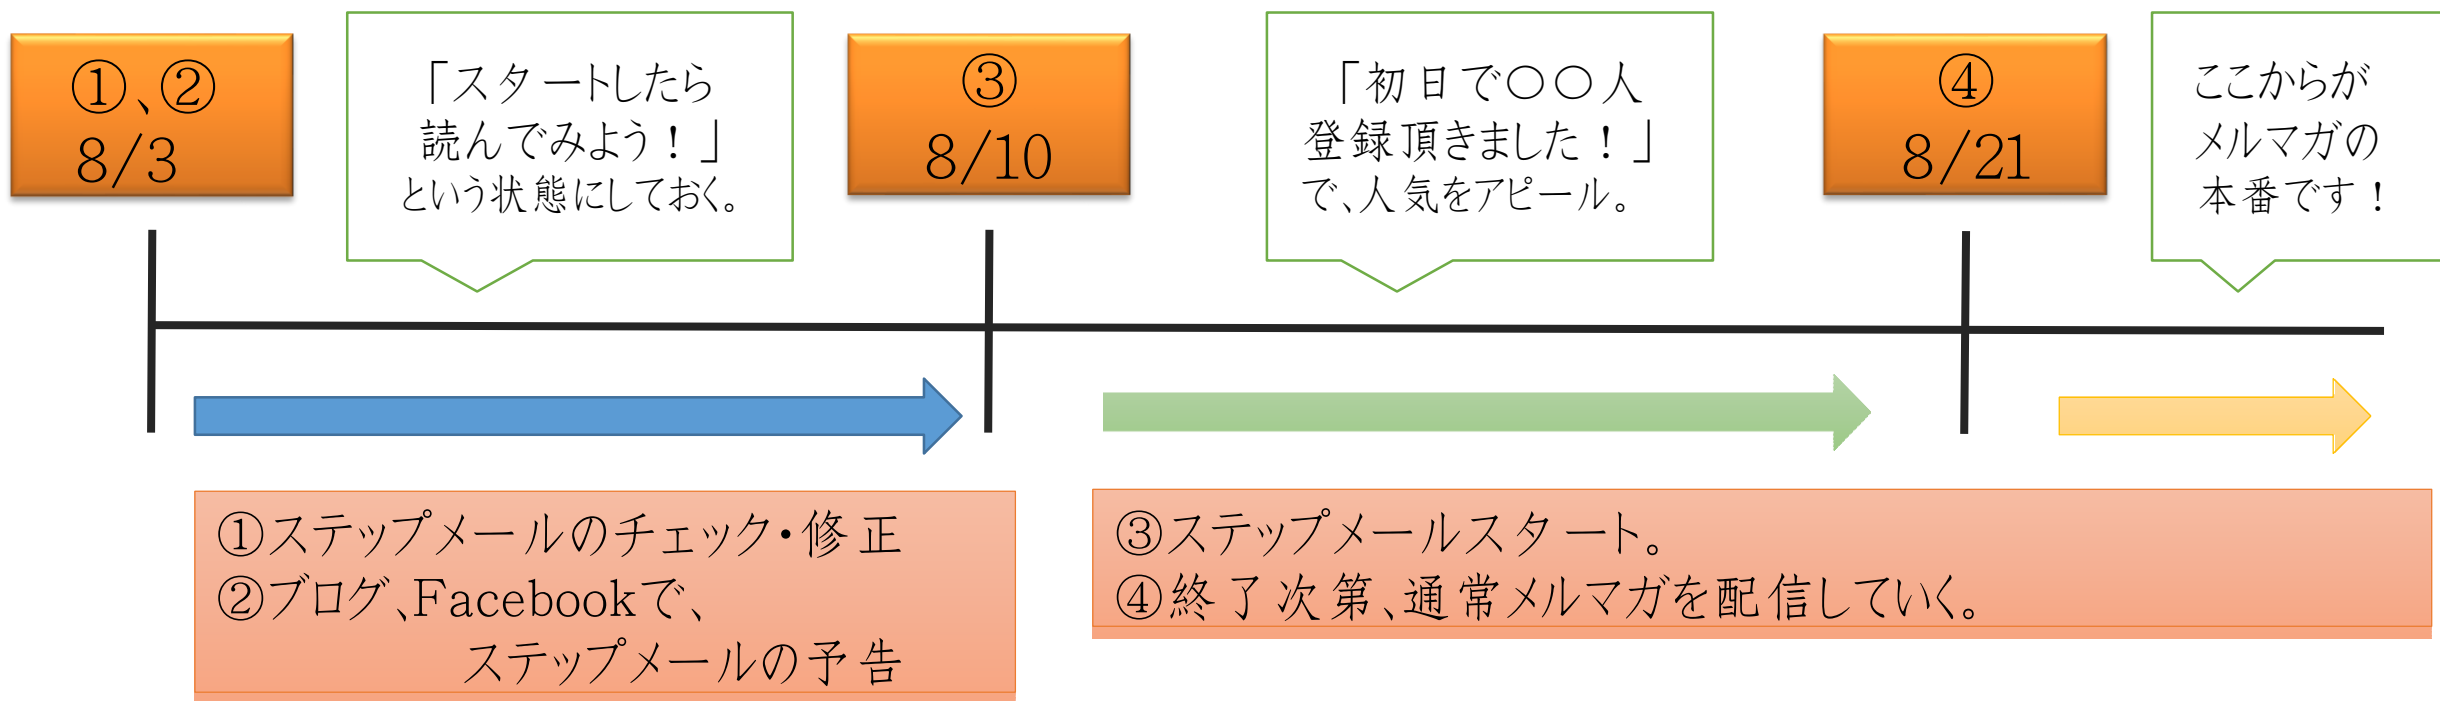 ①、②
8/3
「スタートしたら
読んでみよう！」
という状態にしておく。
③
8/10
「初日で〇〇人
登録頂きました！」
で、人気をアピール。
④
8/21
ここからが
メルマガの
本番です！
①ステップメールのチェック・修正
②ブログ、Facebookで、
ステップメールの予告
③ステップメールスタート。
④終了次第、通常メルマガを配信していく。